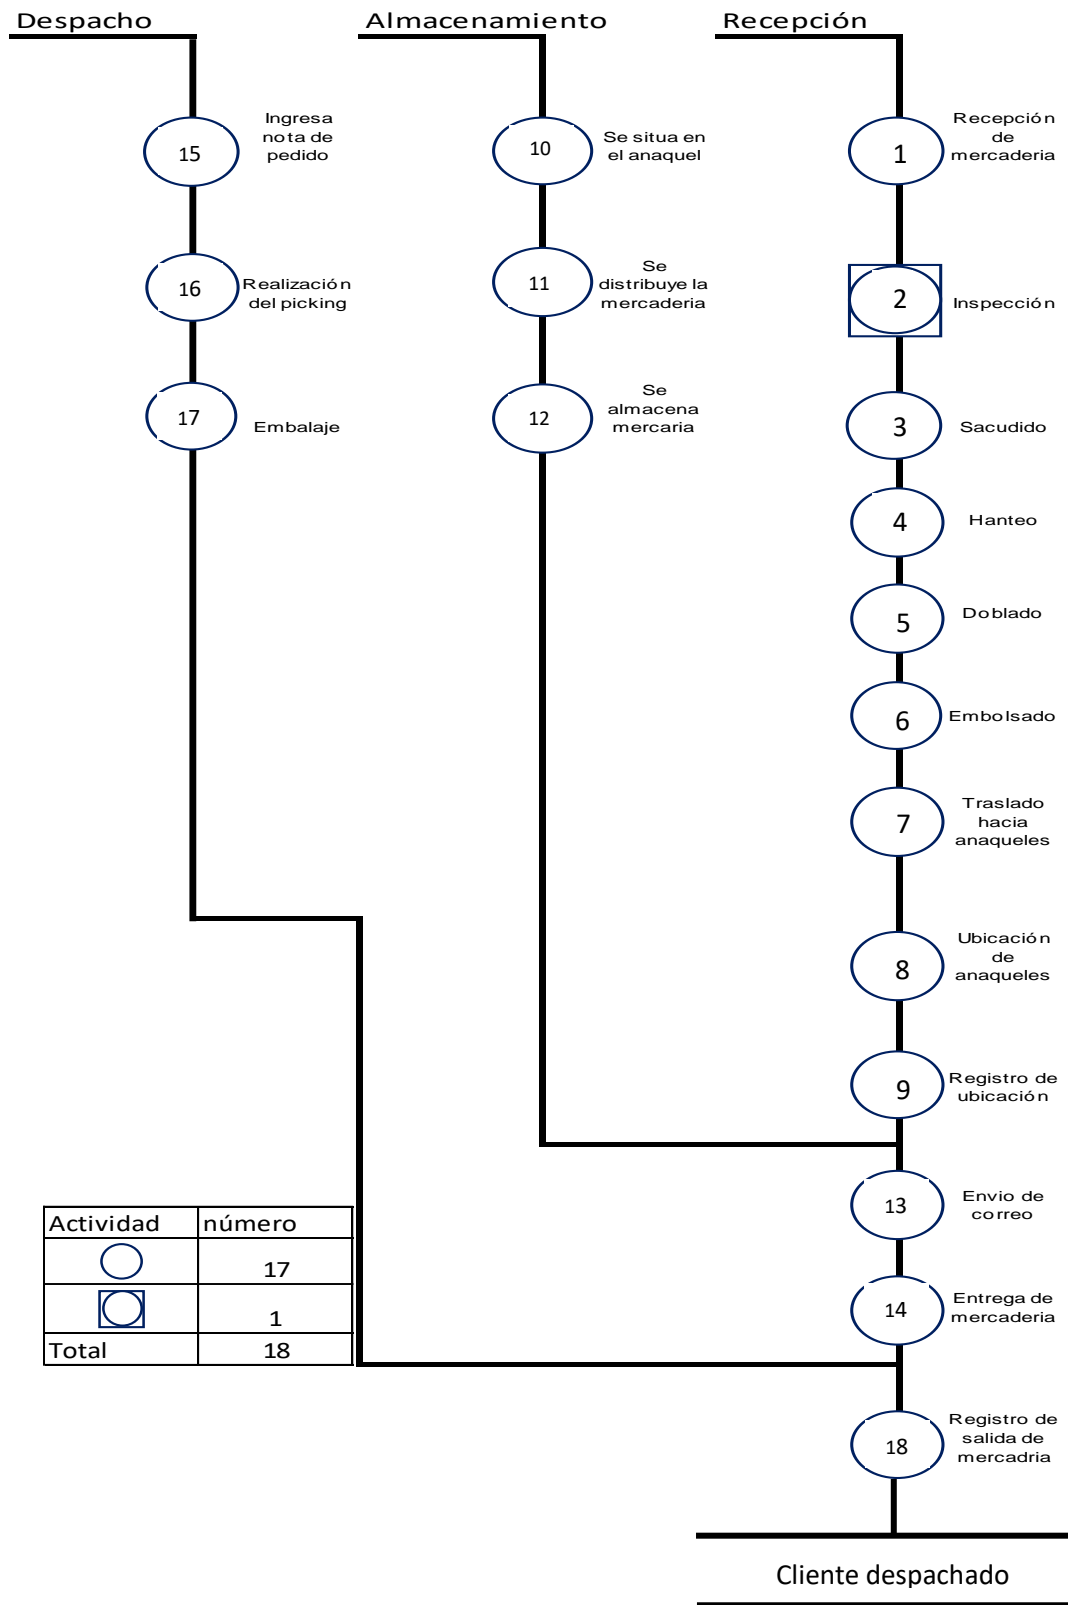 Despacho
Almacenamiento
Recepción
15
Ingresa
nota de
pedido
16
Realización
del picking
17
Embalaje
10
Se situa en
el anaquel
11
Se
distribuye la
mercaderia
12
Se
almacena
mercaria
1
Recepción
de
mercaderia
2
Inspección
3
Sacudido
4
Hanteo
5
Doblado
6
Embolsado
7
Traslado
hacia
anaqueles
8
Ubicación
de
anaqueles
9
Registro de
ubicación
13
Envio de
correo
14
Entrega de
mercaderia
18
Registro de
salida de
mercadria
Actividad número
17
1
Total 18
Cliente despachado